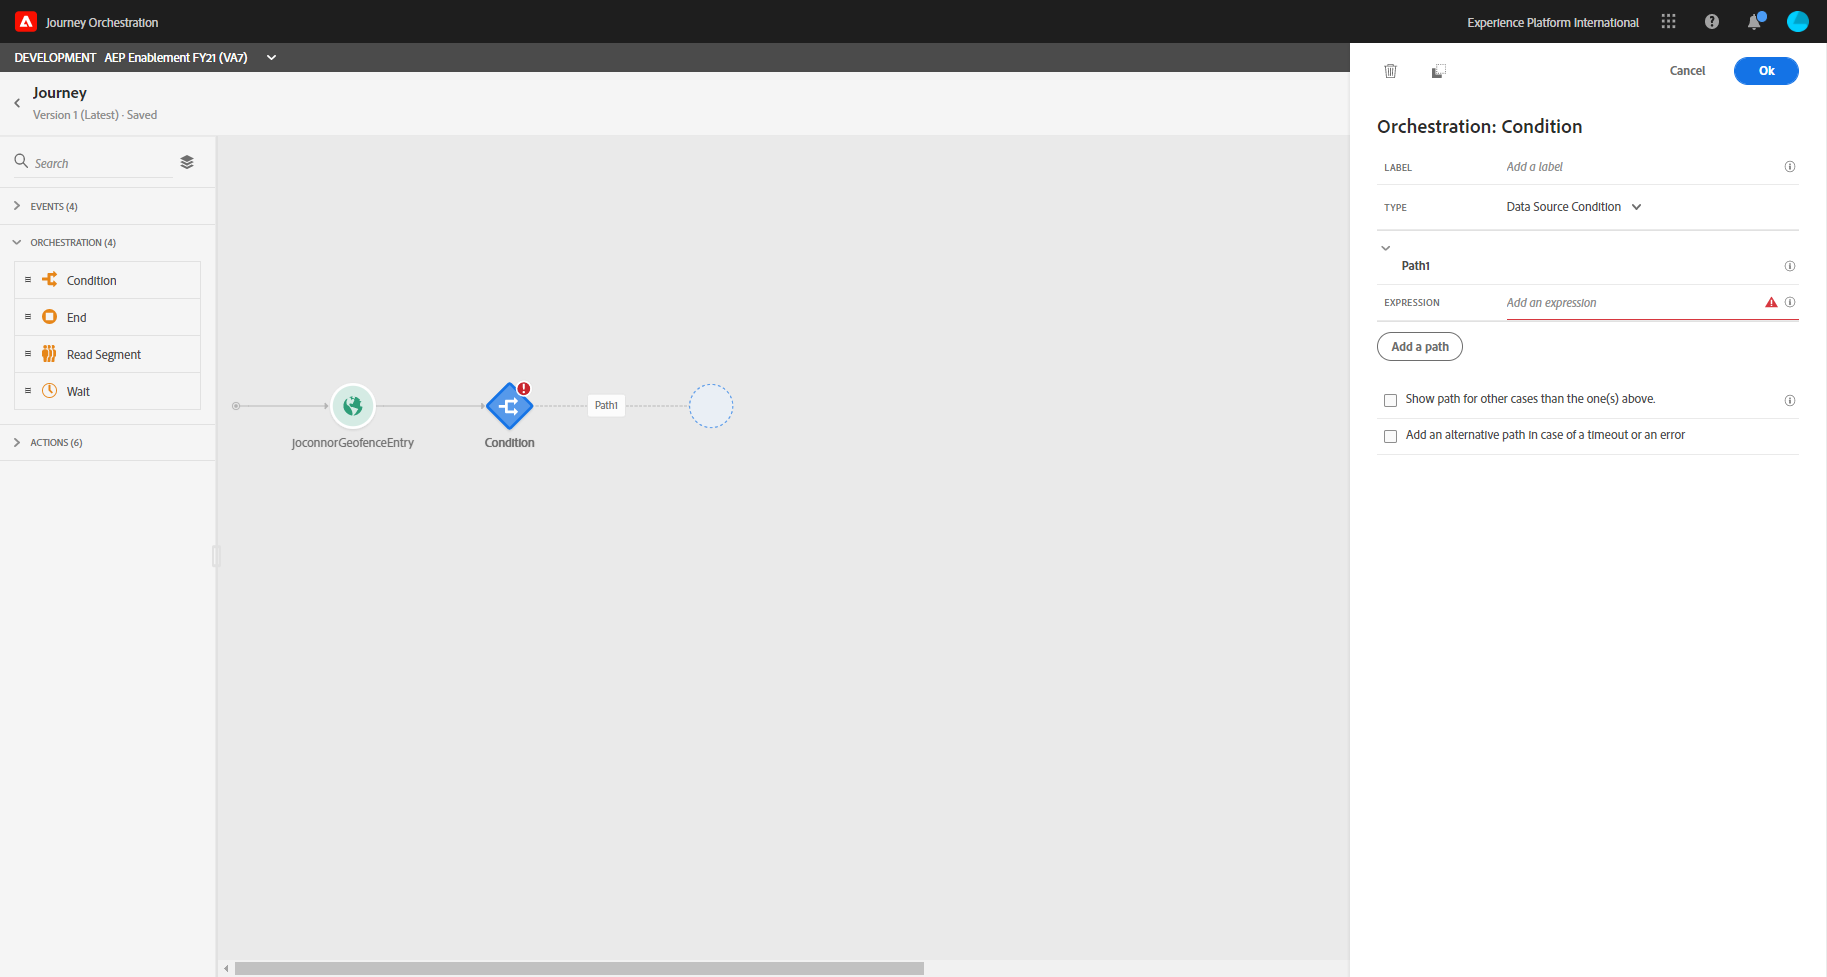 Journey Orchestration
Experience Platform International
DEVELOPMENT AEP Enablement FY21 (VA7)
Journey
Version 1 (Latest) · Saved
Search
EVENTS (4)
ORCHESTRATION (4)
Condition
End
Read Segment
Wait
ACTIONS (6)
JoconnorGeofenceEntry
Condition
Path1
Cancel
Ok
Orchestration: Condition
LABEL Add a label
TYPE Data Source Condition
Path1
EXPRESSION Add an expression
Add a path
Show path for other cases than the one(s) above.
Add an alternative path in case of a timeout or an error